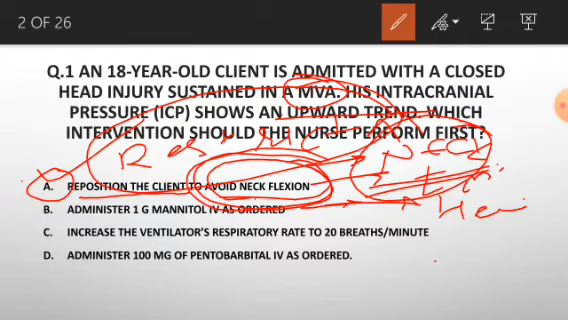 2 OF 26
Q.1 AN 18-YEAR-OLD CLIENT IS ADMITTED WITH A CLOSED
HEAD INJURY SUSTAINED IN A MVA. HIS INTRACRANIAL
PRESSURE (ICP) SHOWS AN UPWARD TREND. WHICH
INTERVENTION SHOULD THE NURSE PERFORM FIRST?
A. REPOSITION THE CLIENT TO AVOID NECK FLEXION
B. ADMINISTER 1 G MANNITOL IV AS ORDERED
C. INCREASE THE VENTILATOR'S RESPIRATORY RATE TO 20 BREATHS/MINUTE
D. ADMINISTER 100 MG OF PENTOBARBITAL IV AS ORDERED.